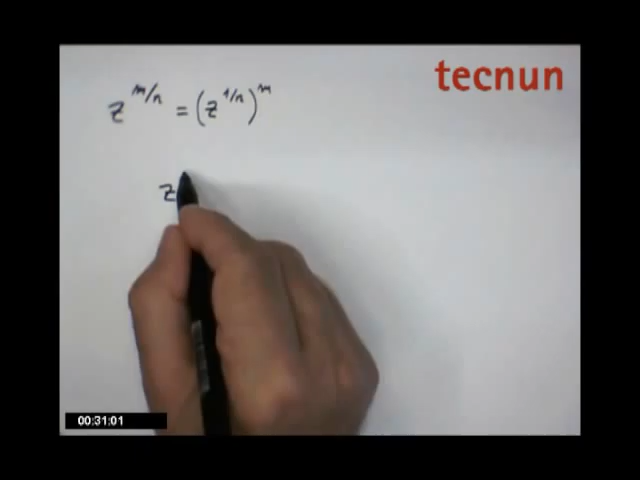 tecnun
z^{m/n} = (z^{1/n})^m
z
00:31:01